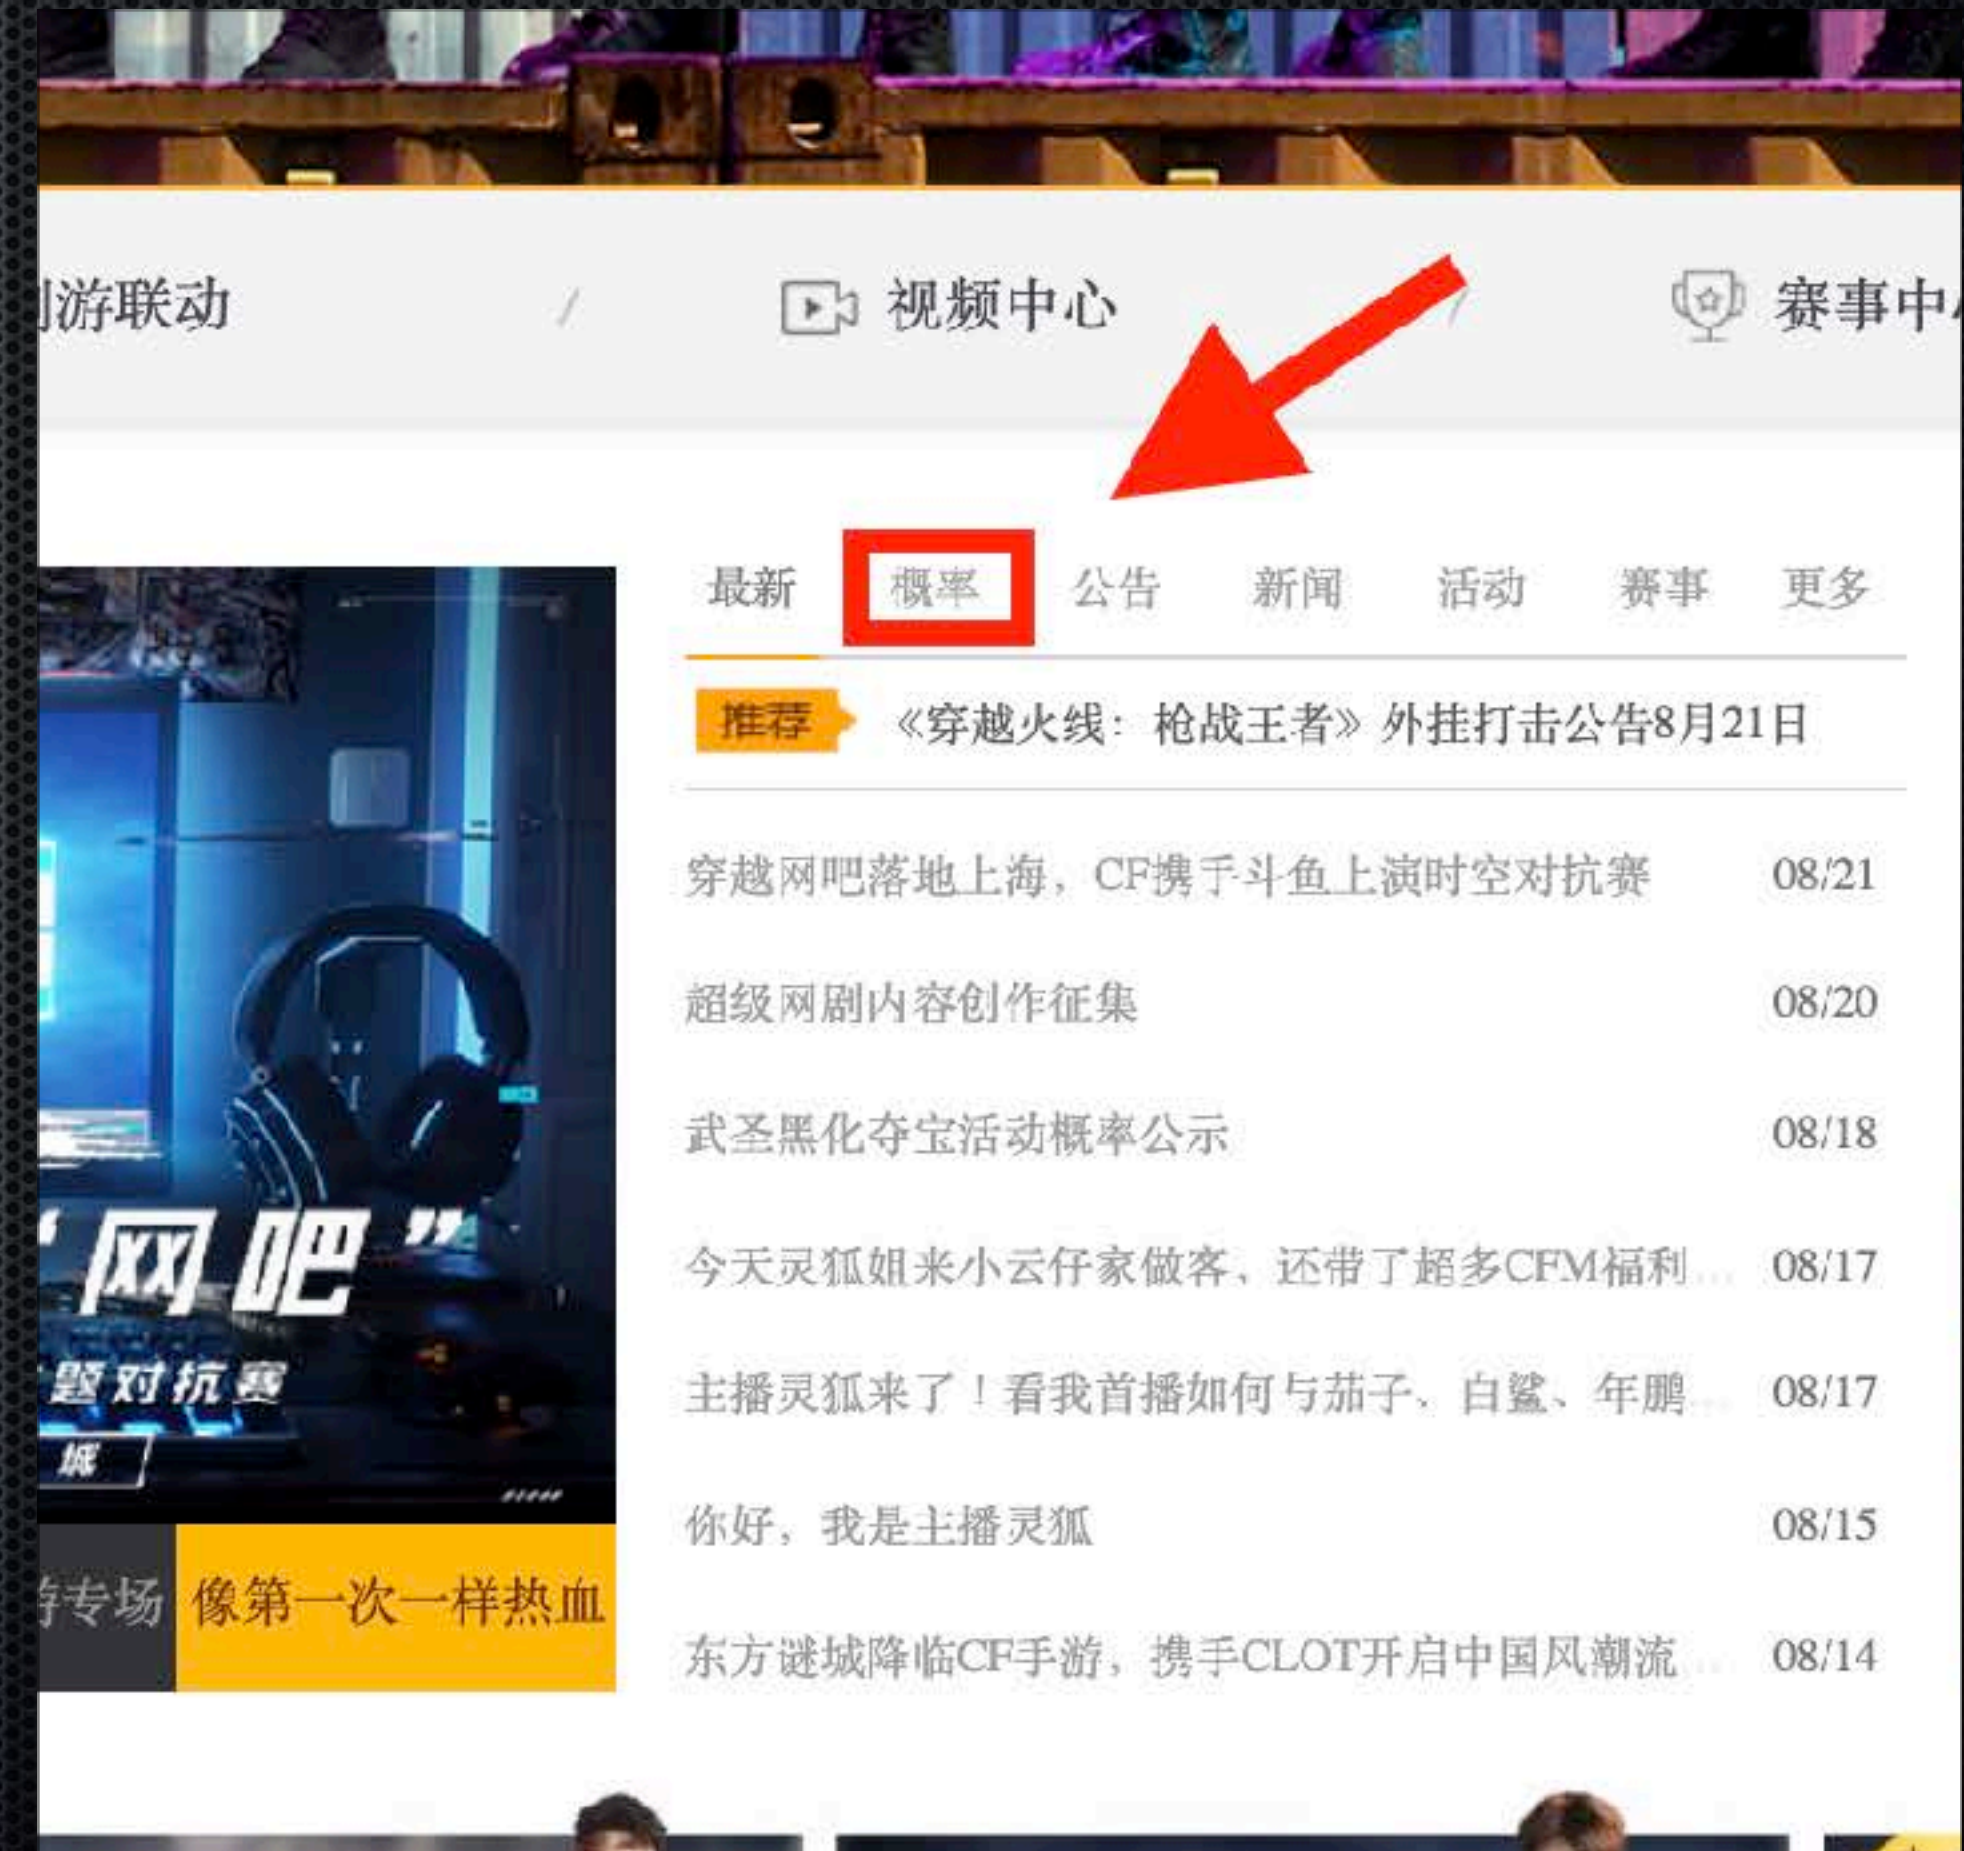 游联动 / 视频中心 / 赛事中
最新 概率 公告 新闻 活动 赛事 更多
推荐 《穿越火线：枪战王者》外挂打击公告8月21日
穿越网吧落地上海，CF携手斗鱼上演时空对抗赛 08/21
超级网剧内容创作征集 08/20
武圣黑化夺宝活动概率公示 08/18
今天灵狐姐来小云仔家做客、还带了超多CFM福利... 08/17
主播灵狐来了！看我首播如何与茄子、白鲨、年鹏... 08/17
你好，我是主播灵狐 08/15
东方谜城降临CF手游，携手CLOT开启中国风潮流... 08/14
“网吧”
题对抗赛
城
专场 像第一次一样热血